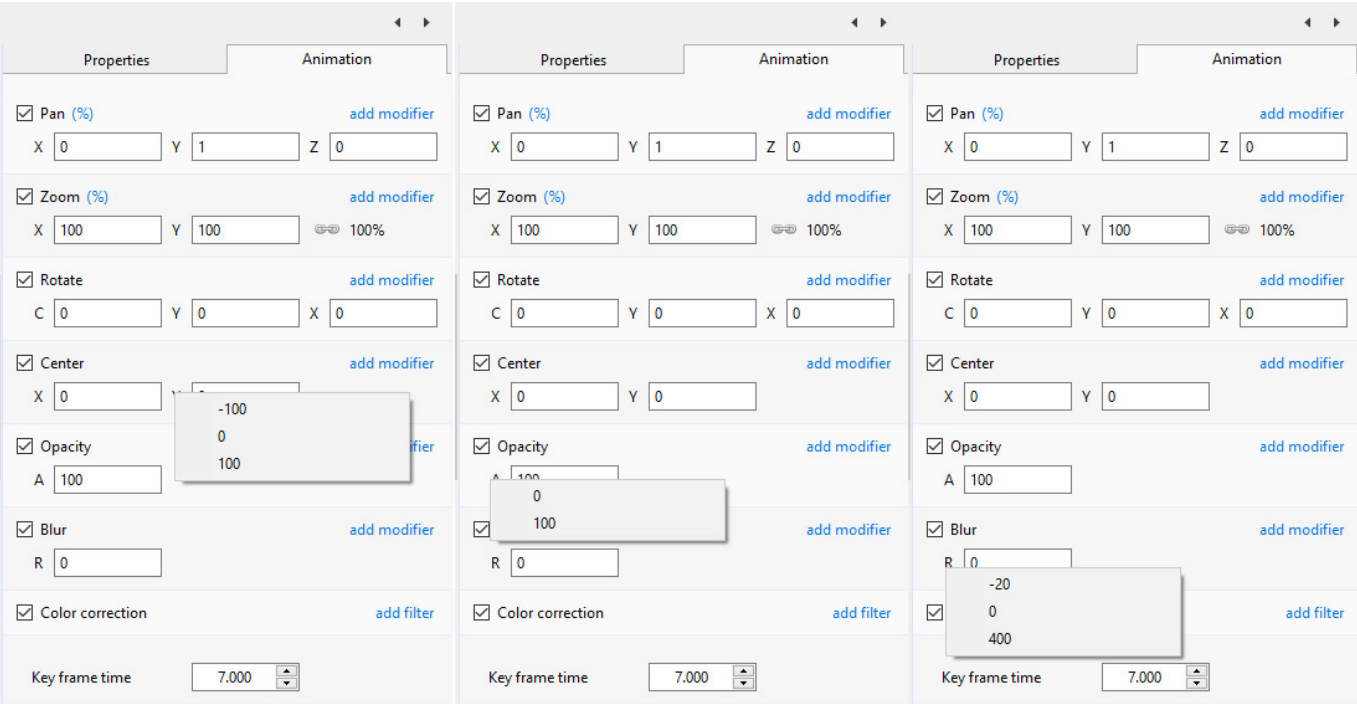 Properties Animation
Pan (%) add modifier
X 0 Y 1 Z 0
Zoom (%) add modifier
X 100 Y 100 100%
Rotate add modifier
C 0 Y 0 X 0
Center add modifier
X 0
-100
0
100
Opacity
A 100
Blur add modifier
R 0
Color correction add filter
Key frame time 7.000
Properties Animation
Pan (%) add modifier
X 0 Y 1 Z 0
Zoom (%) add modifier
X 100 Y 100 100%
Rotate add modifier
C 0 Y 0 X 0
Center add modifier
X 0 Y 0
Opacity add modifier
A 100
0
100
add modifier
R 0
Color correction add filter
Key frame time 7.000
Properties Animation
Pan (%) add modifier
X 0 Y 1 Z 0
Zoom (%) add modifier
X 100 Y 100 100%
Rotate add modifier
C 0 Y 0 X 0
Center add modifier
X 0 Y 0
Opacity add modifier
A 100
Blur add modifier
R 0
-20
0
400
add filter
Key frame time 7.000